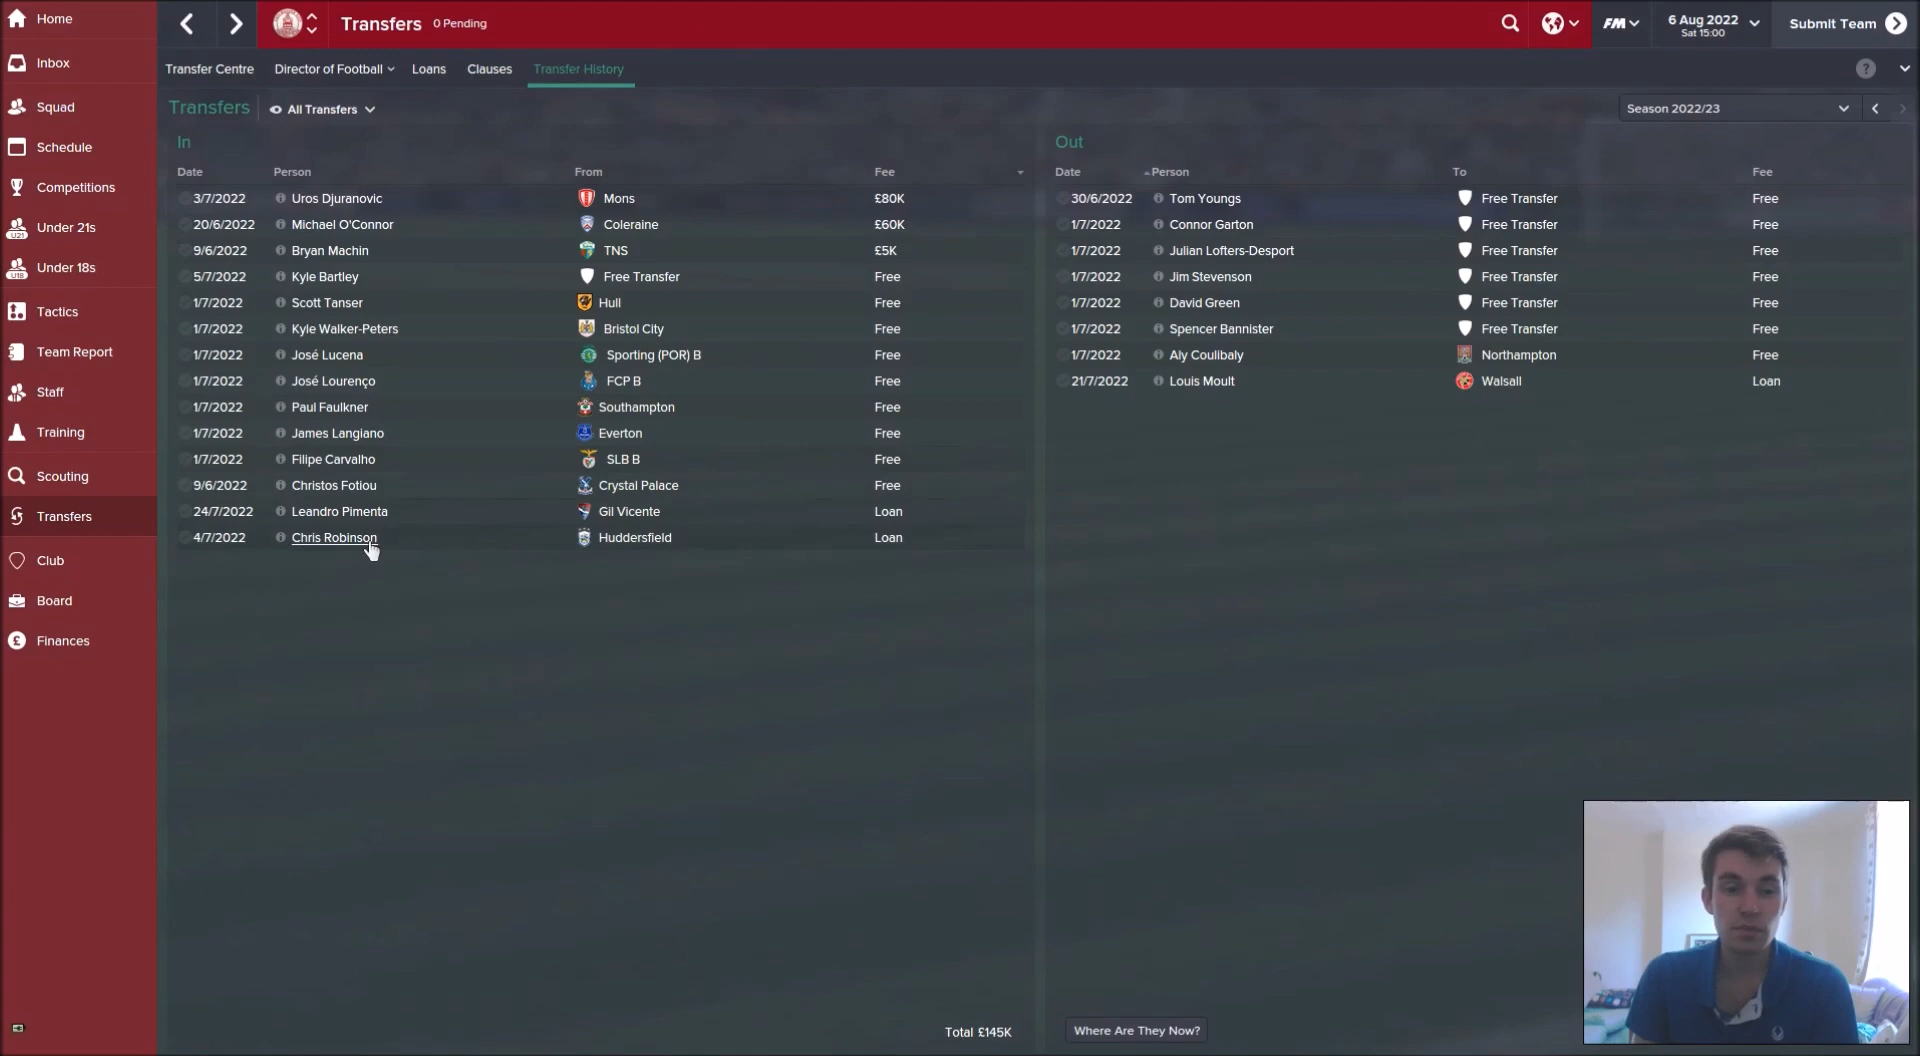 Home
Inbox
Squad
Schedule
Competitions
Under 21s
Under 18s
Tactics
Team Report
Staff
Training
Scouting
Transfers
Club
Board
Finances
Transfers 0 Pending
FM
6 Aug 2022
Sat 15:00
Submit Team
Transfer Centre Director of Football Loans Clauses Transfer History ?
Transfers All Transfers Season 2022/23
In
Date Person From Fee
3/7/2022 Uros Djuranovic Mons £80K
20/6/2022 Michael O'Connor Coleraine £60K
9/6/2022 Bryan Machin TNS £5K
5/7/2022 Kyle Bartley Free Transfer Free
1/7/2022 Scott Tanser Hull Free
1/7/2022 Kyle Walker-Peters Bristol City Free
1/7/2022 José Lucena Sporting (POR) B Free
1/7/2022 José Lourenço FCP B Free
1/7/2022 Paul Faulkner Southampton Free
1/7/2022 James Langiano Everton Free
1/7/2022 Filipe Carvalho SLB B Free
9/6/2022 Christos Fotiou Crystal Palace Free
24/7/2022 Leandro Pimenta Gil Vicente Loan
4/7/2022 Chris Robinson Huddersfield Loan
Total £145K
Out
Date Person To Fee
30/6/2022 Tom Youngs Free Transfer Free
1/7/2022 Connor Garton Free Transfer Free
1/7/2022 Julian Lofters-Desport Free Transfer Free
1/7/2022 Jim Stevenson Free Transfer Free
1/7/2022 David Green Free Transfer Free
1/7/2022 Spencer Bannister Free Transfer Free
1/7/2022 Aly Coulibaly Northampton Free
21/7/2022 Louis Moult Walsall Loan
Where Are They Now?